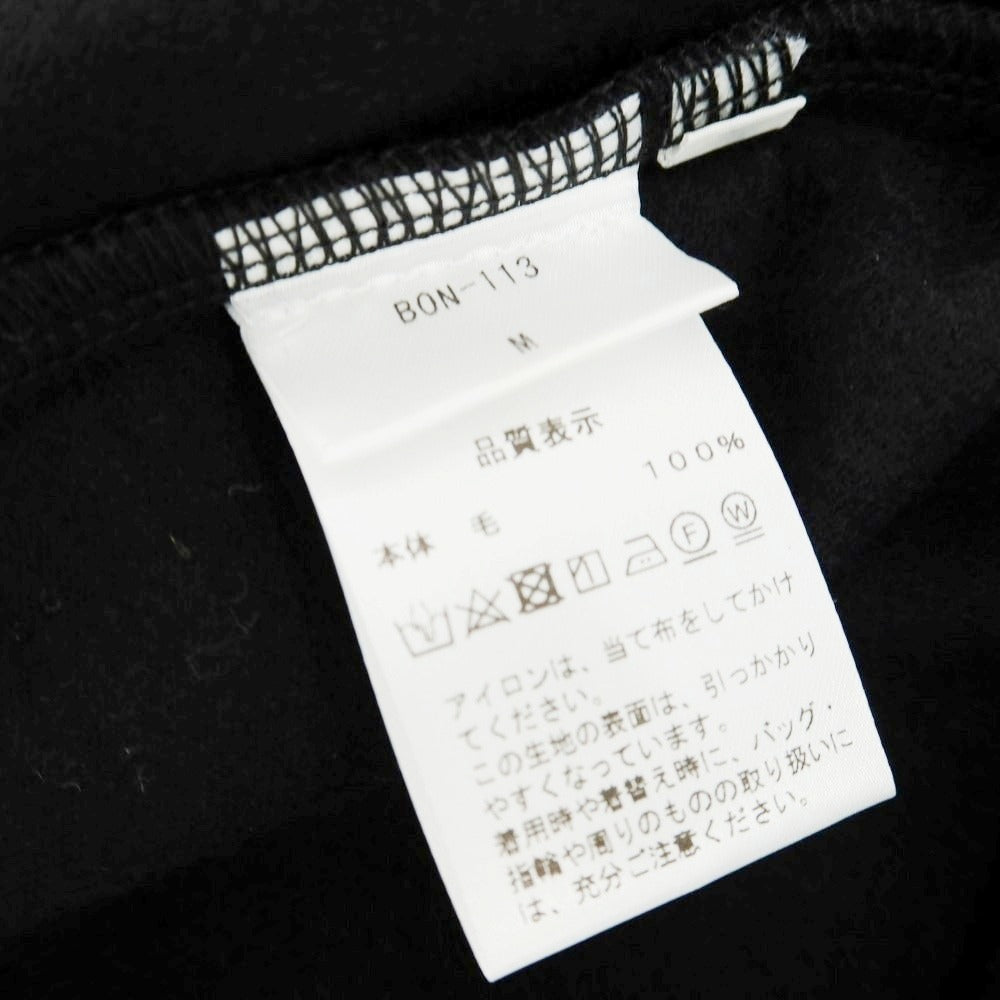 BON-113
M
品質表示
本体 毛 100%
F W
アイロンは、当て布をしてかけ
てください。
この生地の表面は、引っかかり
やすくなっています。
着用時や着替え時に、バッグ・
指輪や周りのものの取り扱いに
は、充分ご注意ください。